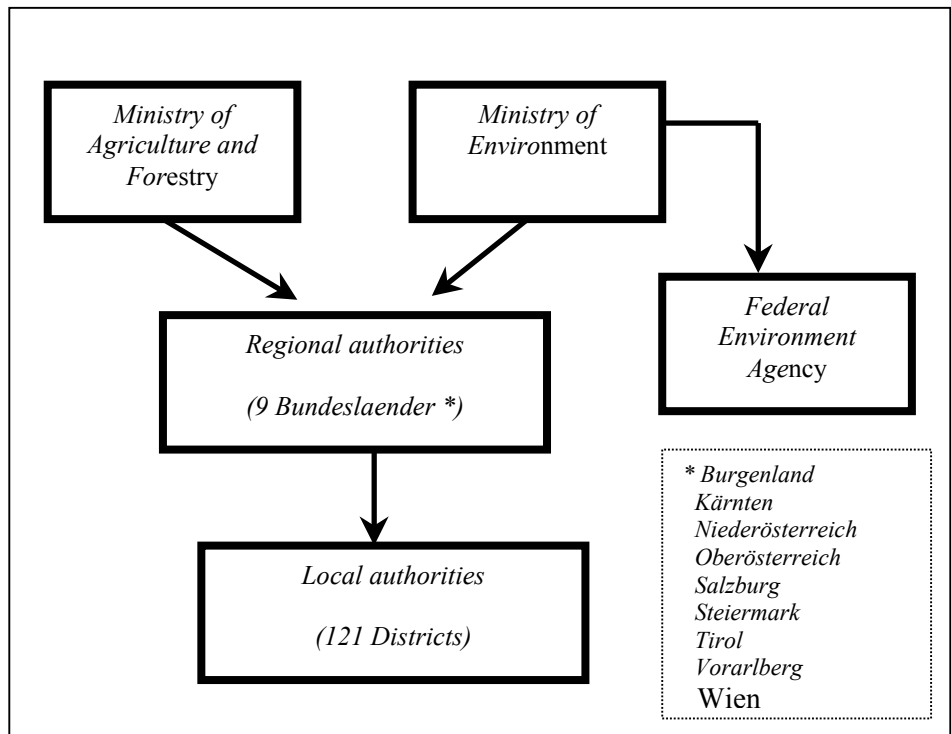 Ministry of
Agriculture and
Forestry
Ministry of
Environment
Federal
Environment
Agency
Regional authorities
(9 Bundeslaender *)
* Burgenland
Kärnten
Niederösterreich
Oberösterreich
Salzburg
Steiermark
Tirol
Vorarlberg
Wien
Local authorities
(121 Districts)